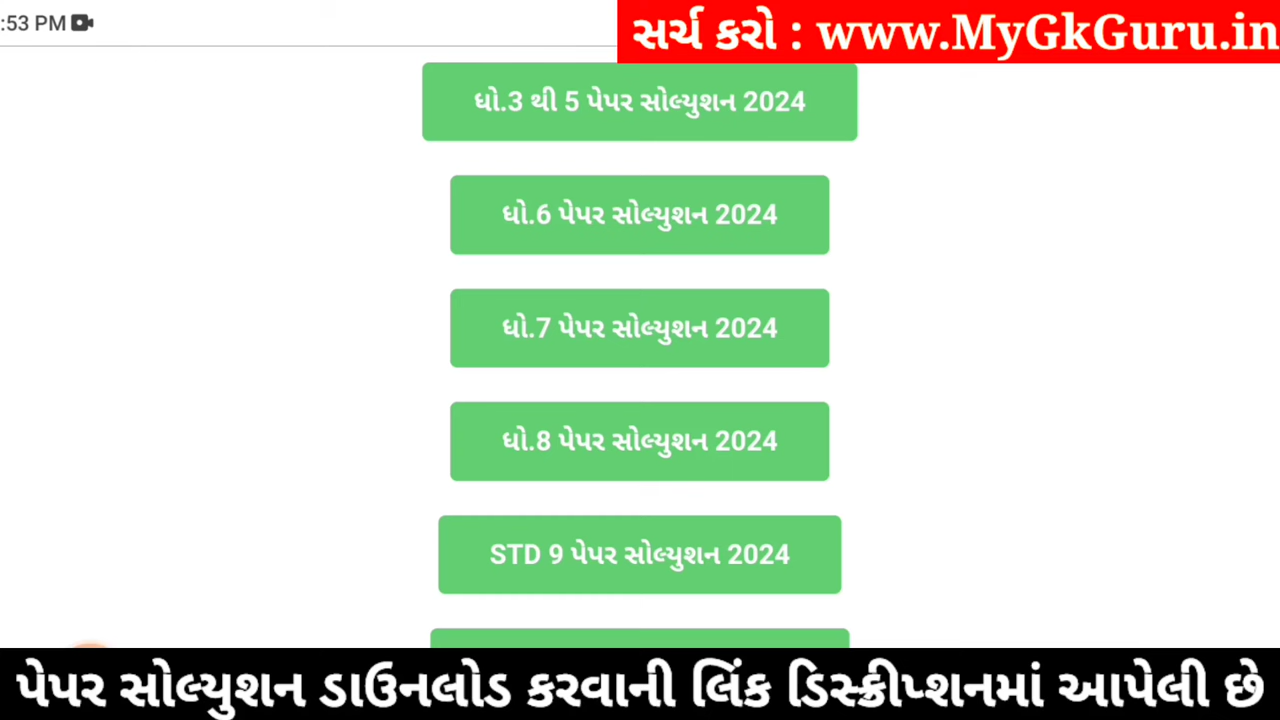 :53 PM
સર્ચ કરો : www.MyGkGuru.in
ધો.3 થી 5 પેપર સોલ્યુશન 2024
ધો.6 પેપર સોલ્યુશન 2024
ધો.7 પેપર સોલ્યુશન 2024
ધો.8 પેપર સોલ્યુશન 2024
STD 9 પેપર સોલ્યુશન 2024
પેપર સોલ્યુશન ડાઉનલોડ કરવાની લિંક ડિસ્ક્રીપ્શનમાં આપેલી છે